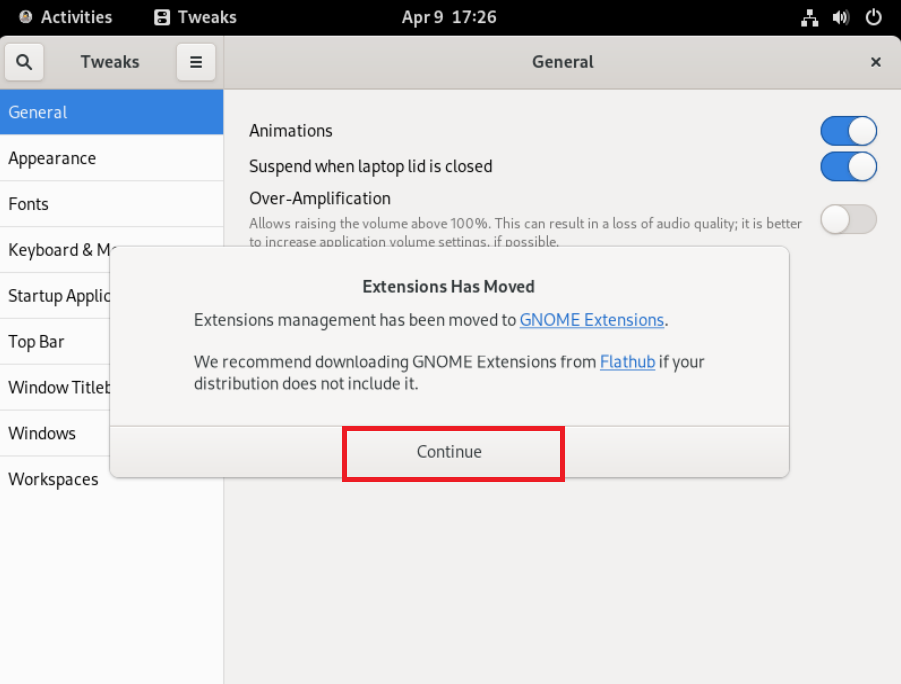 Activities
Tweaks
Apr 9 17:26
Tweaks
General
General
Appearance
Fonts
Keyboard & M
Startup Applic
Top Bar
Window Titleb
Windows
Workspaces
Animations
Suspend when laptop lid is closed
Over-Amplification
Allows raising the volume above 100%. This can result in a loss of audio quality; it is better
to increase application volume settings, if possible.
Extensions Has Moved
Extensions management has been moved to GNOME Extensions.
We recommend downloading GNOME Extensions from Flathub if your
distribution does not include it.
Continue